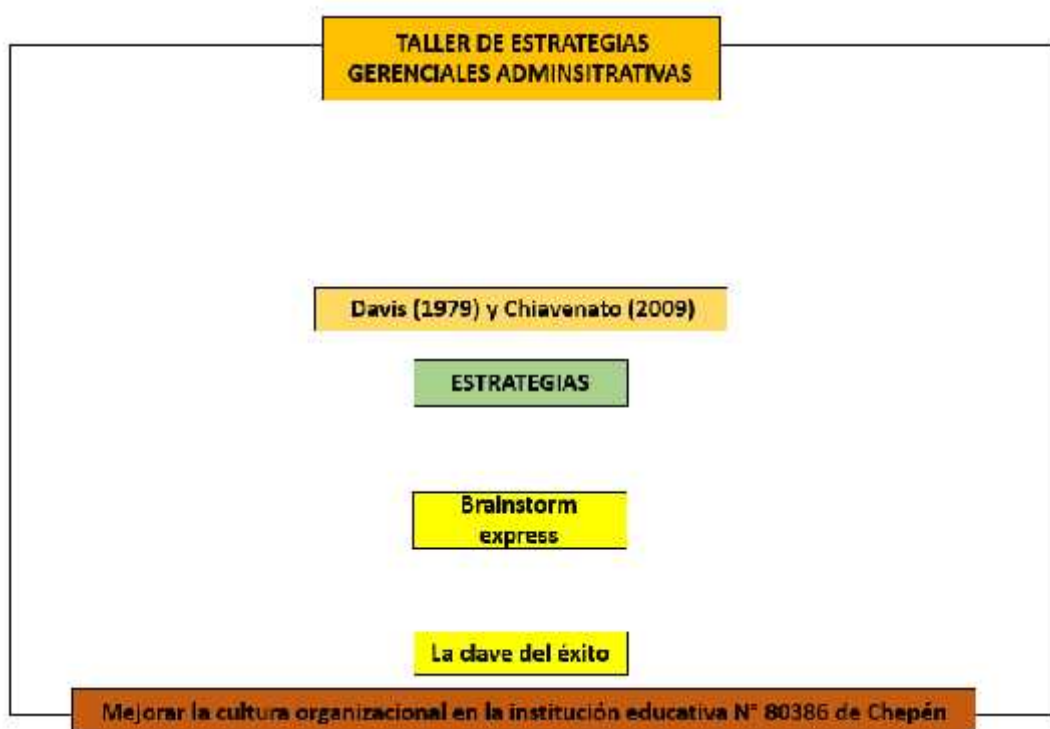 TALLER DE ESTRATEGIAS
GERENCIALES ADMINSITRATIVAS
Davis (1979) y Chiavenato (2009)
ESTRATEGIAS
Brainstorm
express
La clave del éxito
Mejorar la cultura organizacional en la institución educativa N° 80386 de Chepén